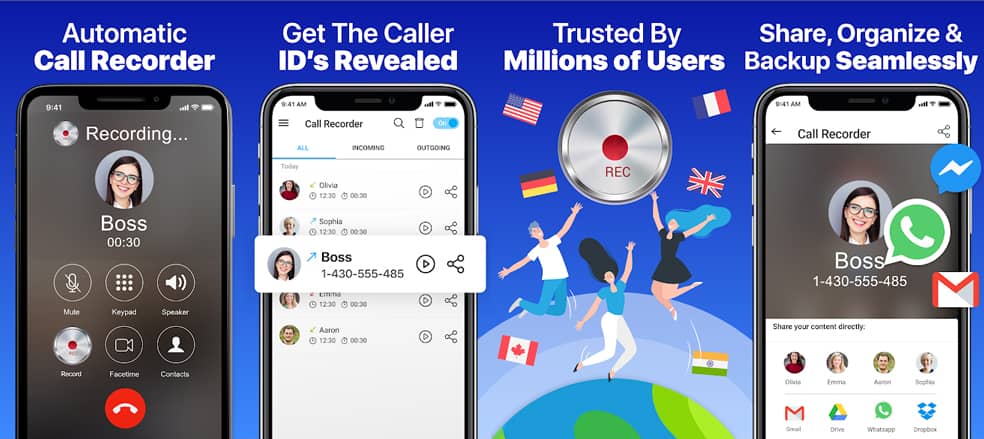 Automatic
Call Recorder
9:41
Recording...
Boss
00:30
Mute
Keypad
Speaker
REC
Record
Facetime
Contacts
Get The Caller
ID's Revealed
9:41 AM
Call Recorder
On
ALL
INCOMING
OUTGOING
Today
Olivia
12:30
00:30
Sophia
12:30
00:30
Boss
1-430-555-485
Emma
12:30
00:30
Aaron
12:30
00:30
Trusted By
Millions of Users
REC
Share, Organize &
Backup Seamlessly
9:41 AM
Call Recorder
Boss
1-430-555-485
Share your content directly:
Olivia
Emma
Aaron
Sophia
Gmail
Drive
Whatsapp
Dropbox